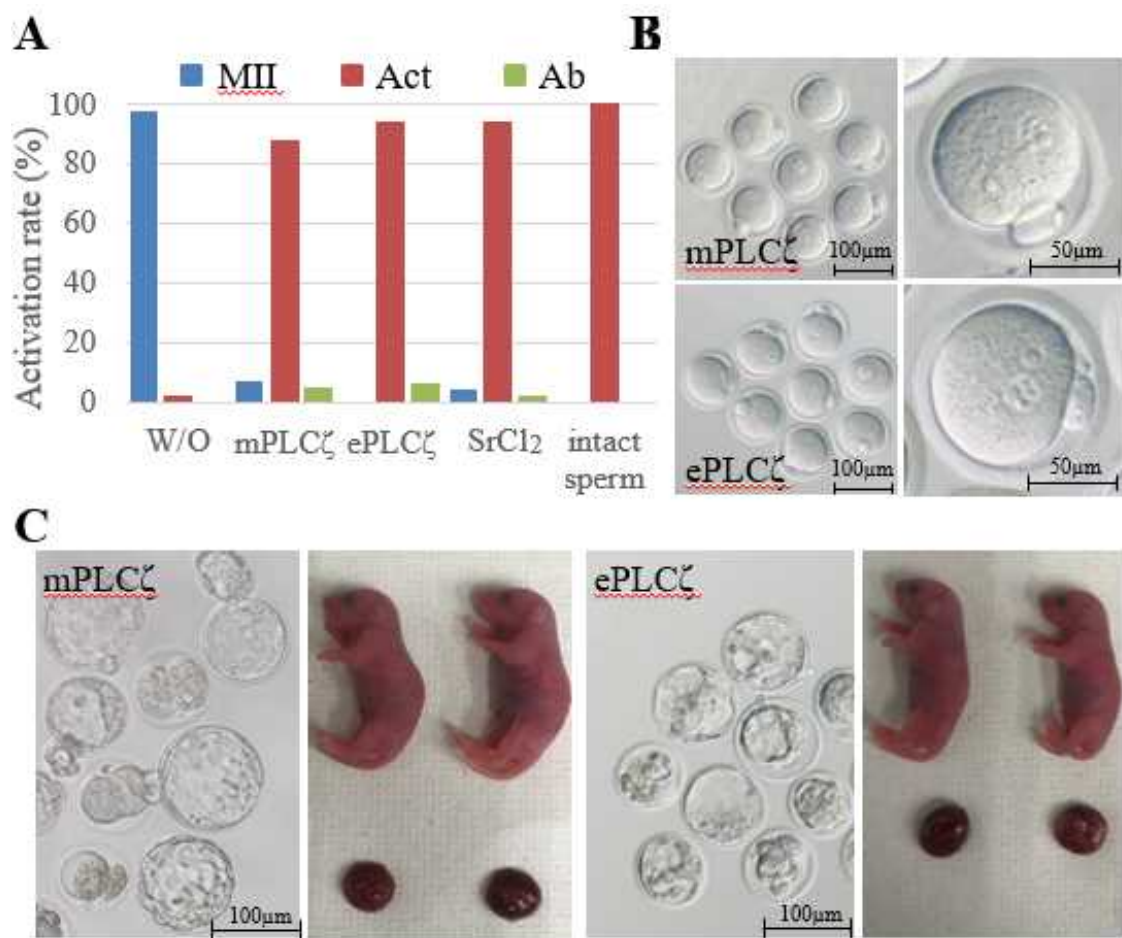 A
MII Act Ab
Activation rate (%)
100
80
60
40
20
0
W/O mPLCζ ePLCζ SrCl₂ intact sperm
B
mPLCζ 100µm 50µm
ePLCζ 100µm 50µm
C
mPLCζ 100µm
ePLCζ 100µm